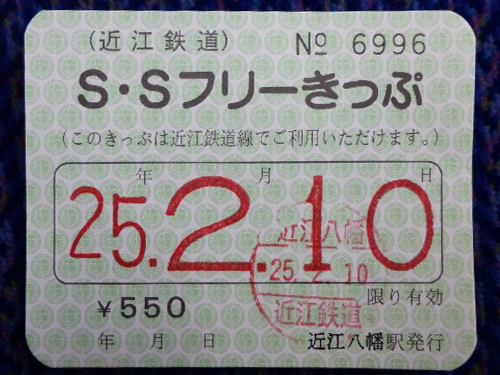 （近江鉄道） № 6996
S・Sフリーきっぷ
（このきっぷは近江鉄道線でご利用いただけます。）
年 月 日
25.2.10
近江八幡
25.2.10
近江鉄道
限り有効
￥550
年 月 日 近江八幡駅発行